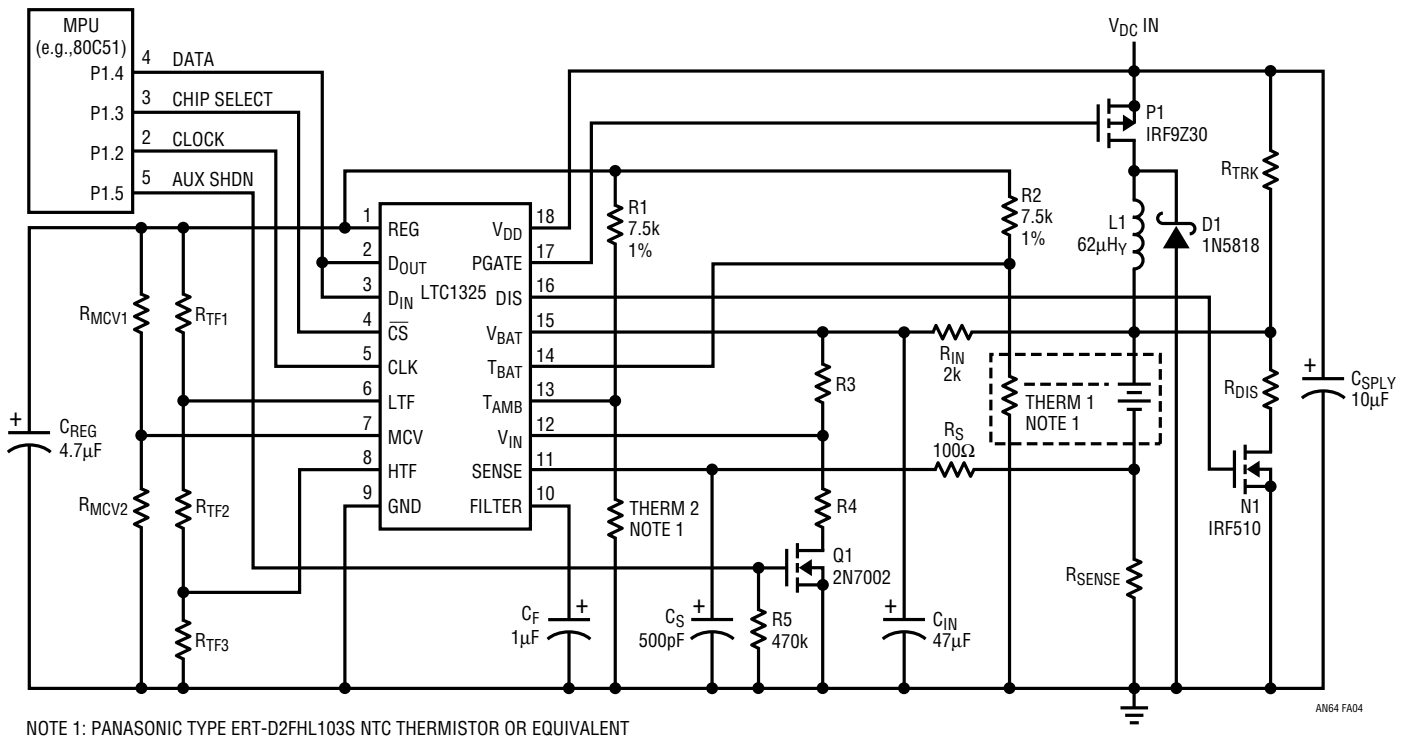 MPU
(e.g.,80C51)
P1.4
4 DATA
P1.3
3 CHIP SELECT
P1.2
2 CLOCK
P1.5
5 AUX SHDN
V_DC IN
P1
IRF9Z30
R_TRK
R1
7.5k
1%
R2
7.5k
1%
L1
62µH_Y
D1
1N5818
LTC1325
1 REG
2 D_OUT
3 D_IN
4 C̅S̅
5 CLK
6 LTF
7 MCV
8 HTF
9 GND
18 V_DD
17 PGATE
16 DIS
15 V_BAT
14 T_BAT
13 T_AMB
12 V_IN
11 SENSE
10 FILTER
R_MCV1
R_TF1
R_IN
2k
R3
THERM 1
NOTE 1
R_DIS
+ C_SPLY
10µF
+ C_REG
4.7µF
R_S
100Ω
R_MCV2
R_TF2
THERM 2
NOTE 1
R4
N1
IRF510
Q1
2N7002
R_SENSE
R_TF3
C_F +
1µF
C_S +
500pF
R5
470k
+ C_IN
47µF
AN64 FA04
NOTE 1: PANASONIC TYPE ERT-D2FHL103S NTC THERMISTOR OR EQUIVALENT